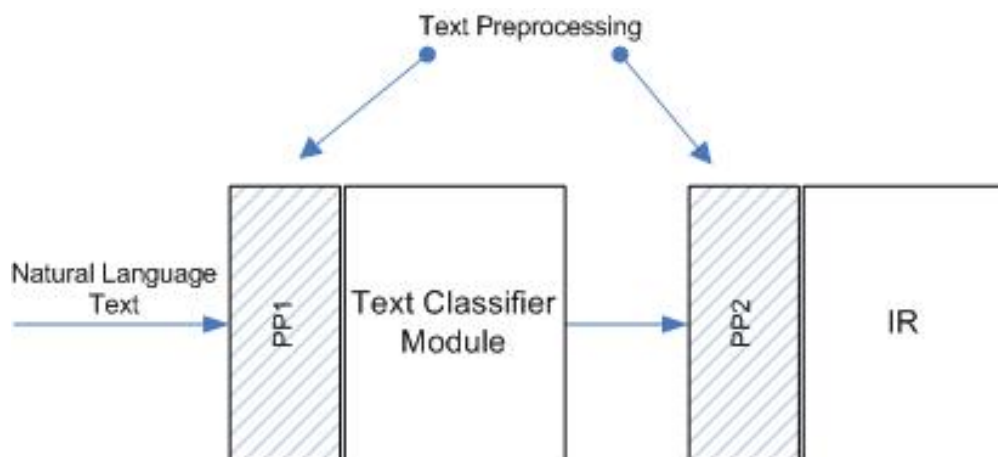 Text Preprocessing
Natural Language
Text
PP1
Text Classifier
Module
PP2
IR